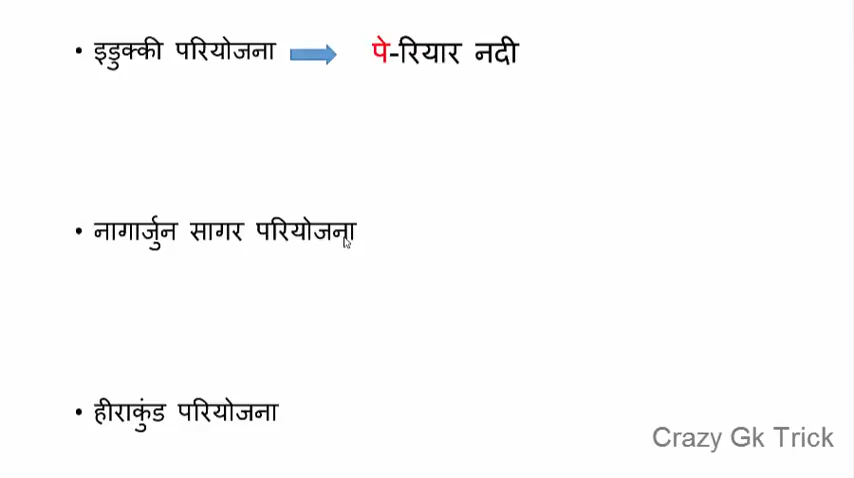 • इडुक्की परियोजना पे-रियार नदी
• नागार्जुन सागर परियोजना
• हीराकुंड परियोजना
Crazy Gk Trick